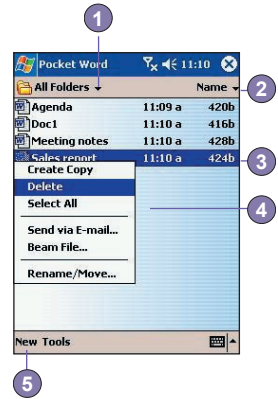 1
Pocket Word 11:10
All Folders Name
2
Agenda 11:09 a 420b
Doc1 11:10 a 416b
Meeting notes 11:10 a 428b
Sales report 11:10 a 424b
3
Create Copy
Delete
Select All
4
Send via E-mail...
Beam File...
Rename/Move...
New Tools
5